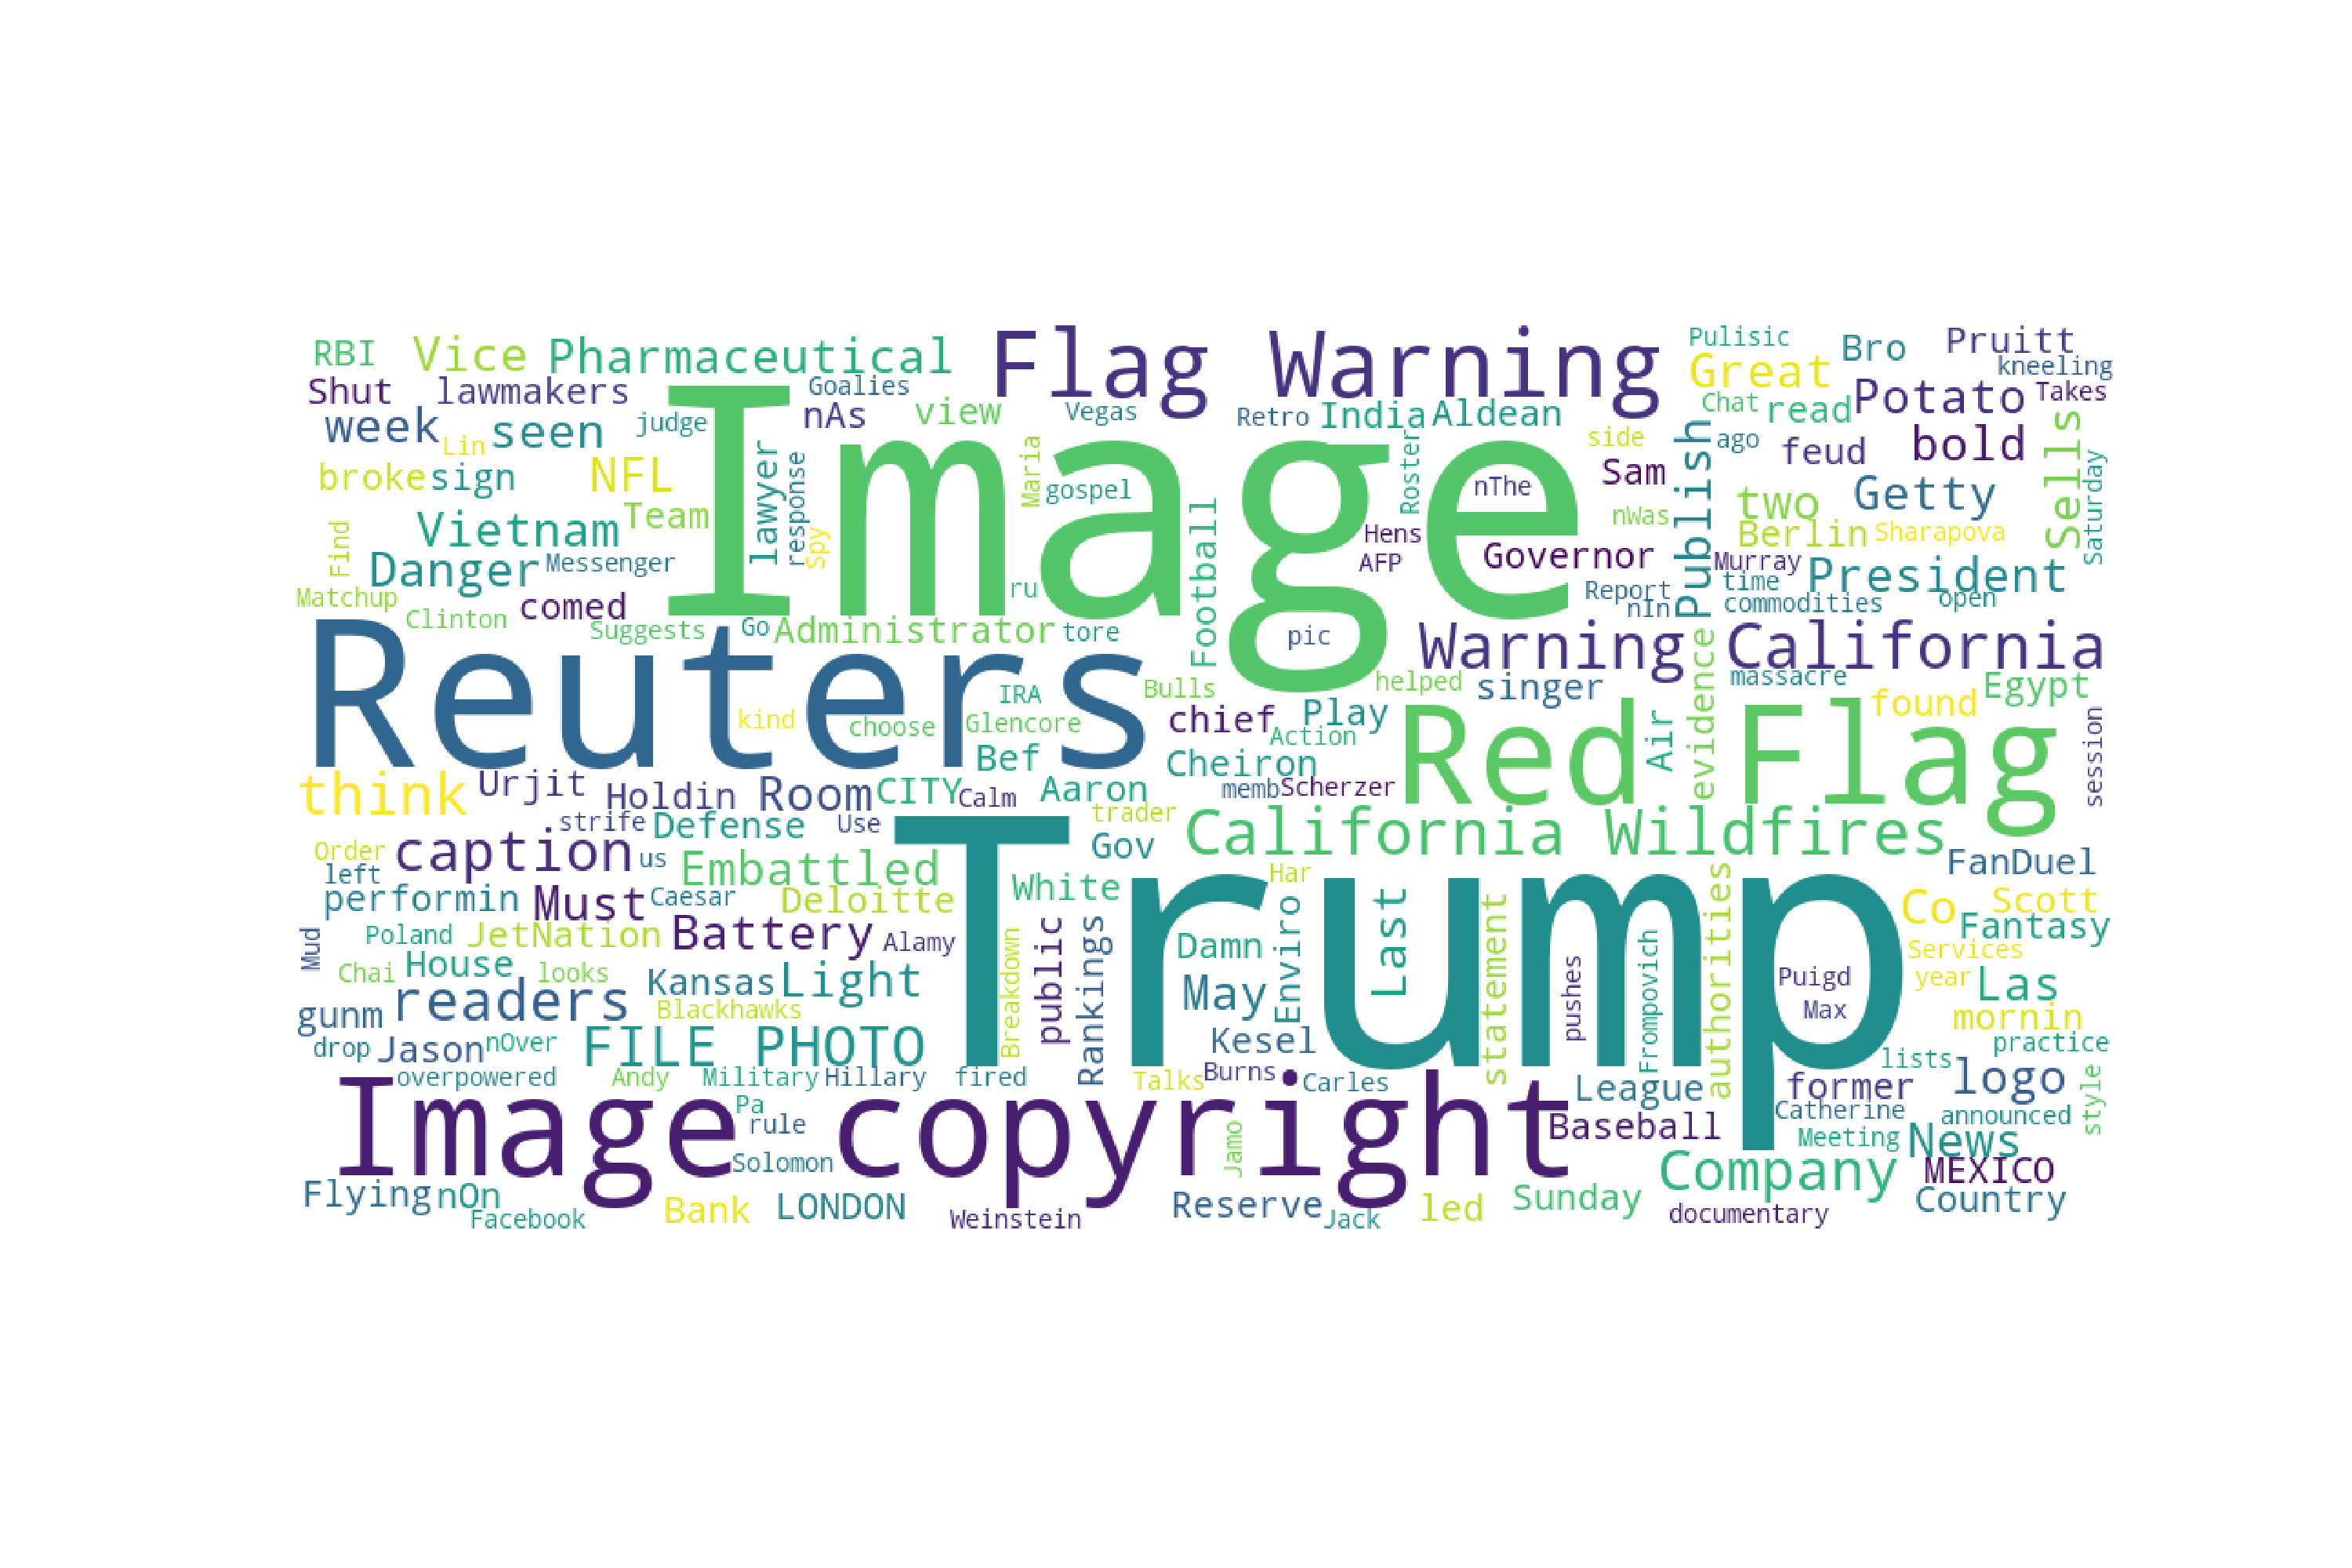 RBI Vice Pharmaceutical Flag Warning Pulisic Bro Pruitt
Shut lawmakers Goalies Great kneeling
week Lin seen judge nAs view Vegas Retro India Aldean Chat read Potato Takes
Image
broke sign NFL lawyer response Maria gospel Roster nThe side Sam ago feud bold Sells
Vietnam Team Spy Football Hens nWas Publish two Getty Saturday
Find Danger Messenger AFP Governor Berlin Sharapova
Matchup comed ru Report nIn Murray time President
Clinton Suggests Go Administrator tore pic commodities open
Reuters Warning California
kind choose IRA Glencore Bulls helped singer evidence massacre found Egypt
chief Play Action Air Red Flag session
think Urjit Holdin Room CITY Calm Bef Aaron Cheiron memb Scherzer
strife Defense Use trader
Trump
Order caption us Embattled Gov California Wildfires FanDuel
left performin Must Caesar Deloitte White Har Last authorities Co Scott
Mud Poland JetNation Battery Alamy public Rankings Damn Enviro statement Frompovich Fantasy
Chai House looks Kansas Light Breakdown May pushes Puigd Services year Las
gunm readers Blackhawks Max mornin
drop Jason nOver FILE PHOTO Kesel lists practice
overpowered Andy Military Hillary fired Talks Burns Carles League former logo style
Image copyright
Pa rule Jamo Baseball Catherine announced
Solomon Meeting News
Flying nOn Bank LONDON Reserve led Sunday Company MEXICO
Facebook Weinstein Jack documentary Country